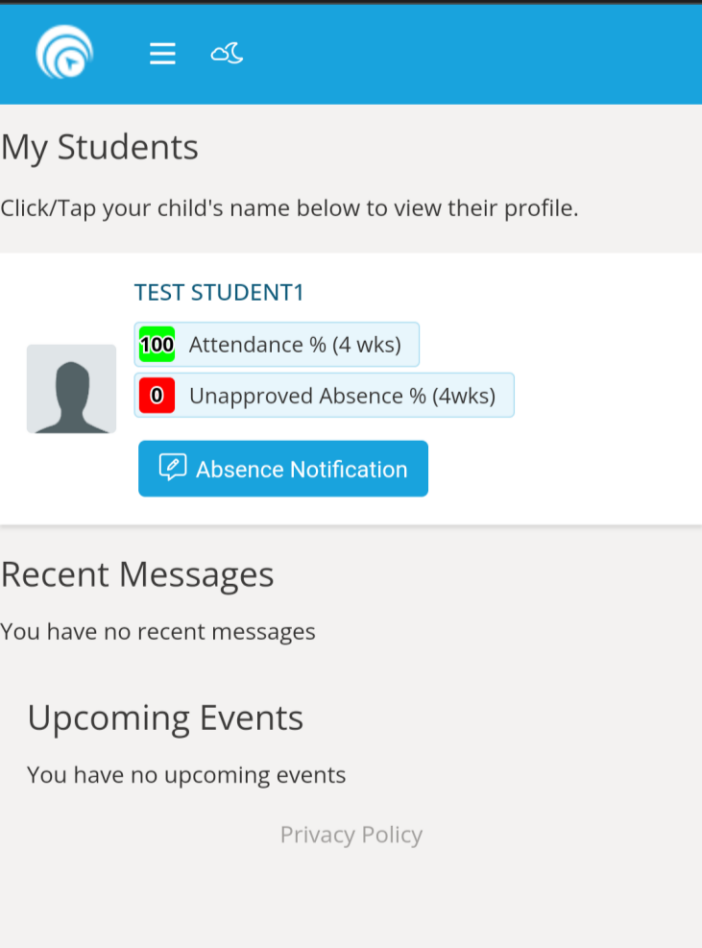 My Students
Click/Tap your child's name below to view their profile.
TEST STUDENT1
100 Attendance % (4 wks)
0 Unapproved Absence % (4wks)
Absence Notification
Recent Messages
You have no recent messages
Upcoming Events
You have no upcoming events
Privacy Policy